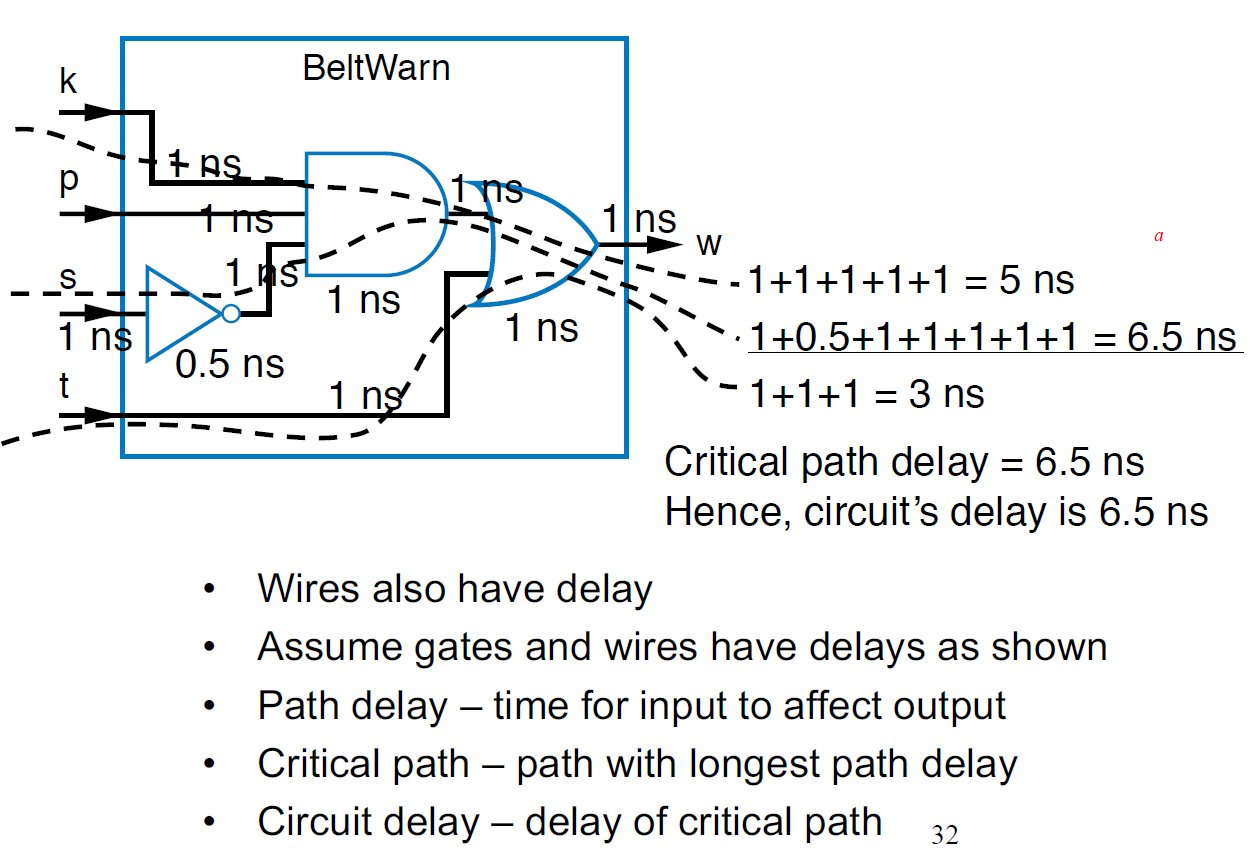 BeltWarn
k
1 ns
p
1 ns
1 ns
1 ns
w
a
s
1 ns
1 ns
1 ns
1 ns
0.5 ns
t
1 ns
1+1+1+1+1 = 5 ns
1+0.5+1+1+1+1+1 = 6.5 ns
1+1+1 = 3 ns
Critical path delay = 6.5 ns
Hence, circuit’s delay is 6.5 ns
• Wires also have delay
• Assume gates and wires have delays as shown
• Path delay – time for input to affect output
• Critical path – path with longest path delay
• Circuit delay – delay of critical path
32